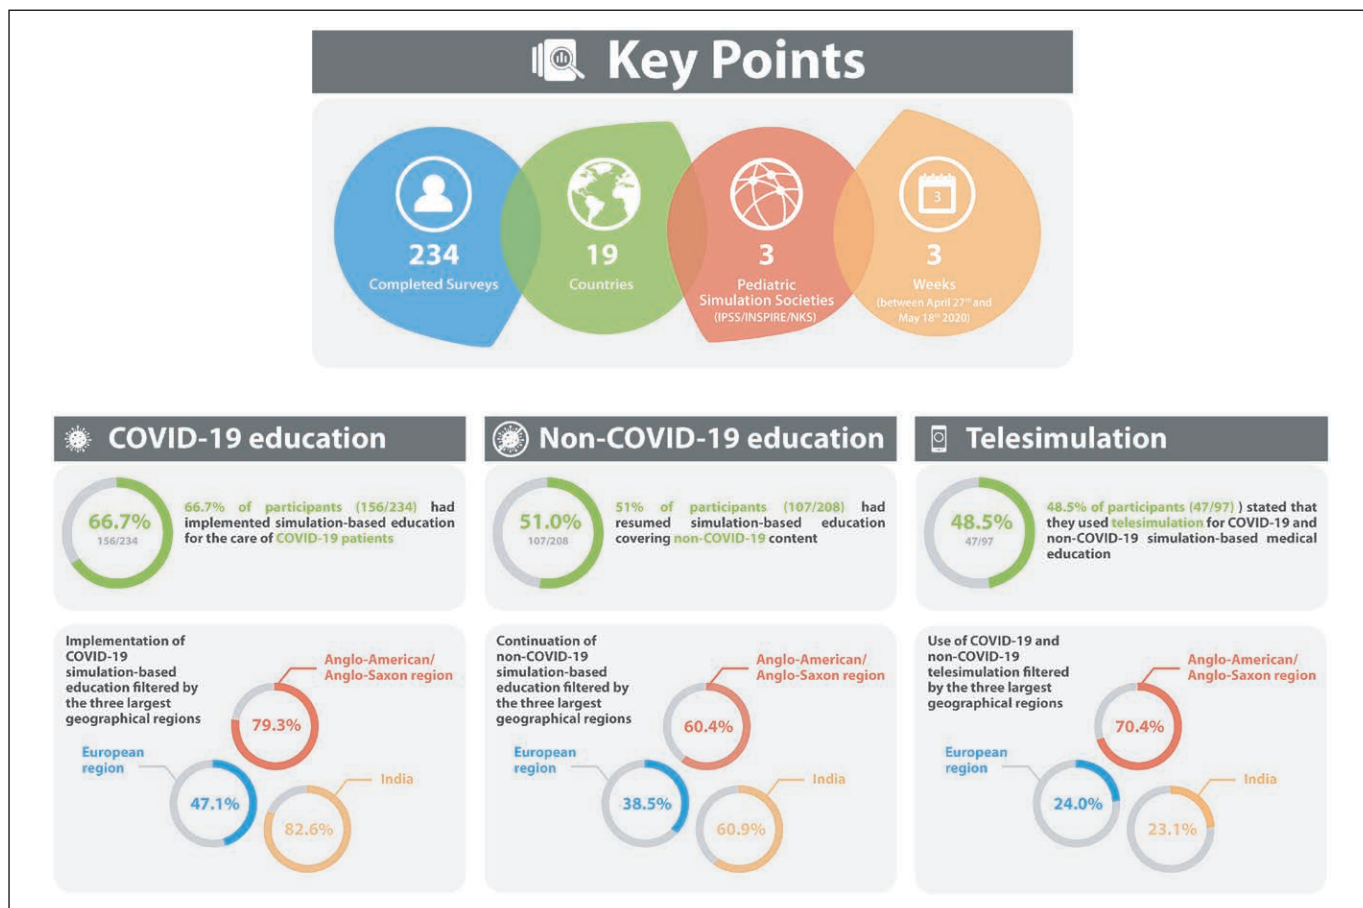 Key Points
3
234
Completed Surveys
19
Countries
3
Pediatric
Simulation Societies
(IPSS/INSPIRE/NKS)
3
Weeks
(between April 27th and
May 18th 2020)
COVID-19 education
66.7%
156/234
66.7% of participants (156/234) had
implemented simulation-based education
for the care of COVID-19 patients
Implementation of
COVID-19
simulation-based
education filtered by
the three largest
geographical regions
Anglo-American/
Anglo-Saxon region
79.3%
European
region
47.1%
India
82.6%
Non-COVID-19 education
51.0%
107/208
51% of participants (107/208) had
resumed simulation-based education
covering non-COVID-19 content
Continuation of
non-COVID-19
simulation-based
education filtered by
the three largest
geographical regions
Anglo-American/
Anglo-Saxon region
60.4%
European
region
38.5%
India
60.9%
Telesimulation
48.5%
47/97
48.5% of participants (47/97) ) stated that
they used telesimulation for COVID-19 and
non-COVID-19 simulation-based medical
education
Use of COVID-19 and
non-COVID-19
telesimulation filtered
by the three largest
geographical regions
Anglo-American/
Anglo-Saxon region
70.4%
European
region
24.0%
India
23.1%